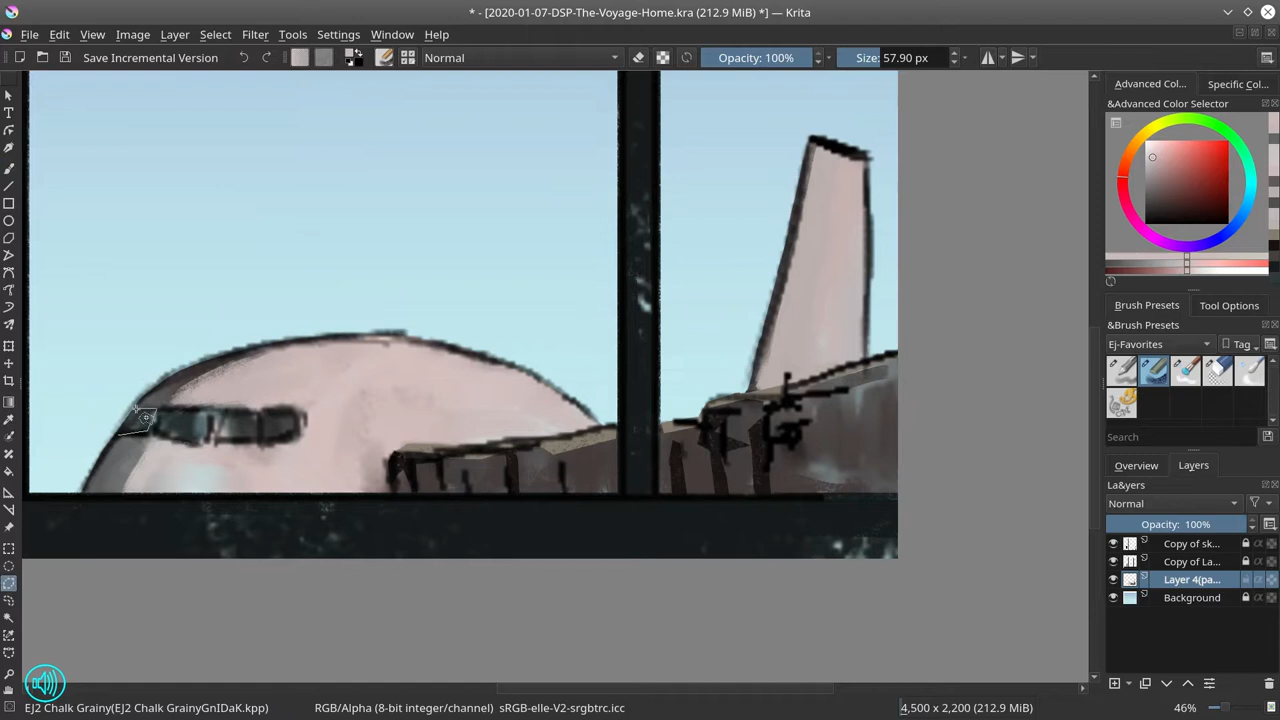 * - [2020-01-07-DSP-The-Voyage-Home.kra (212.9 MiB) *] — Krita
File Edit View Image Layer Select Filter Tools Settings Window Help
Save Incremental Version Normal Opacity: 100% Size: 57.90 px
Advanced Col... Specific Col...
&Advanced Color Selector
Brush Presets Tool Options
&Brush Presets
Ej-Favorites Tag
Search
Overview Layers
La&yers
Normal
Opacity: 100%
Copy of sk...
Copy of La...
Layer 4(pa...
Background
EJ2 Chalk Grainy(EJ2 Chalk GrainyGnIDaK.kpp) RGB/Alpha (8-bit integer/channel) sRGB-elle-V2-srgbtrc.icc 4,500 x 2,200 (212.9 MiB) 46%